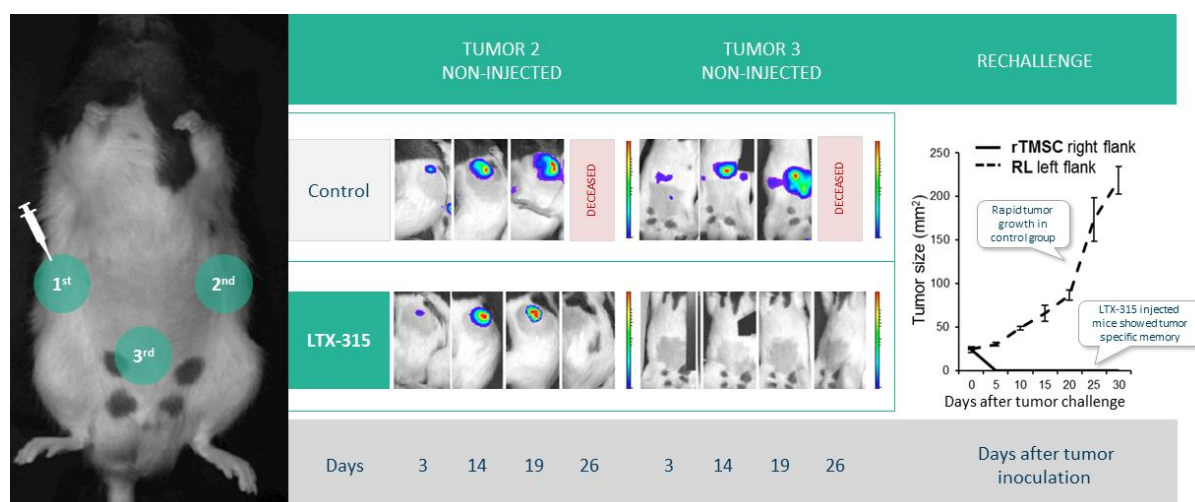 TUMOR 2
NON-INJECTED
TUMOR 3
NON-INJECTED
RECHALLENGE
1st
2nd
3rd
Control
DECEASED
DECEASED
LTX-315
rTMSC right flank
RL left flank
Tumor size (mm2)
250
200
150
100
50
0
Rapid tumor
growth in
control group
LTX-315 injected
mice showed tumor
specific memory
0 5 10 15 20 25 30
Days after tumor challenge
Days 3 14 19 26 3 14 19 26
Days after tumor
inoculation